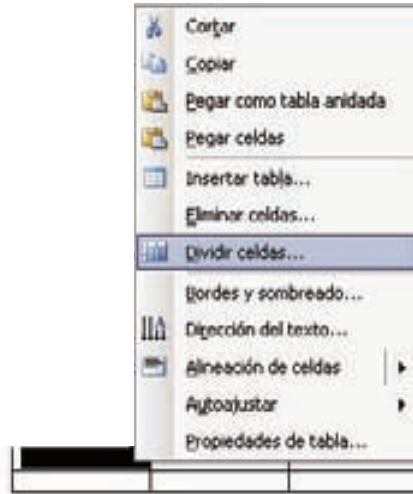 Cortar
Copiar
Pegar como tabla anidada
Pegar celdas
Insertar tabla...
Eliminar celdas...
Dividir celdas...
Bordes y sombreado...
Dirección del texto...
Alineación de celdas
Autoajustar
Propiedades de tabla...